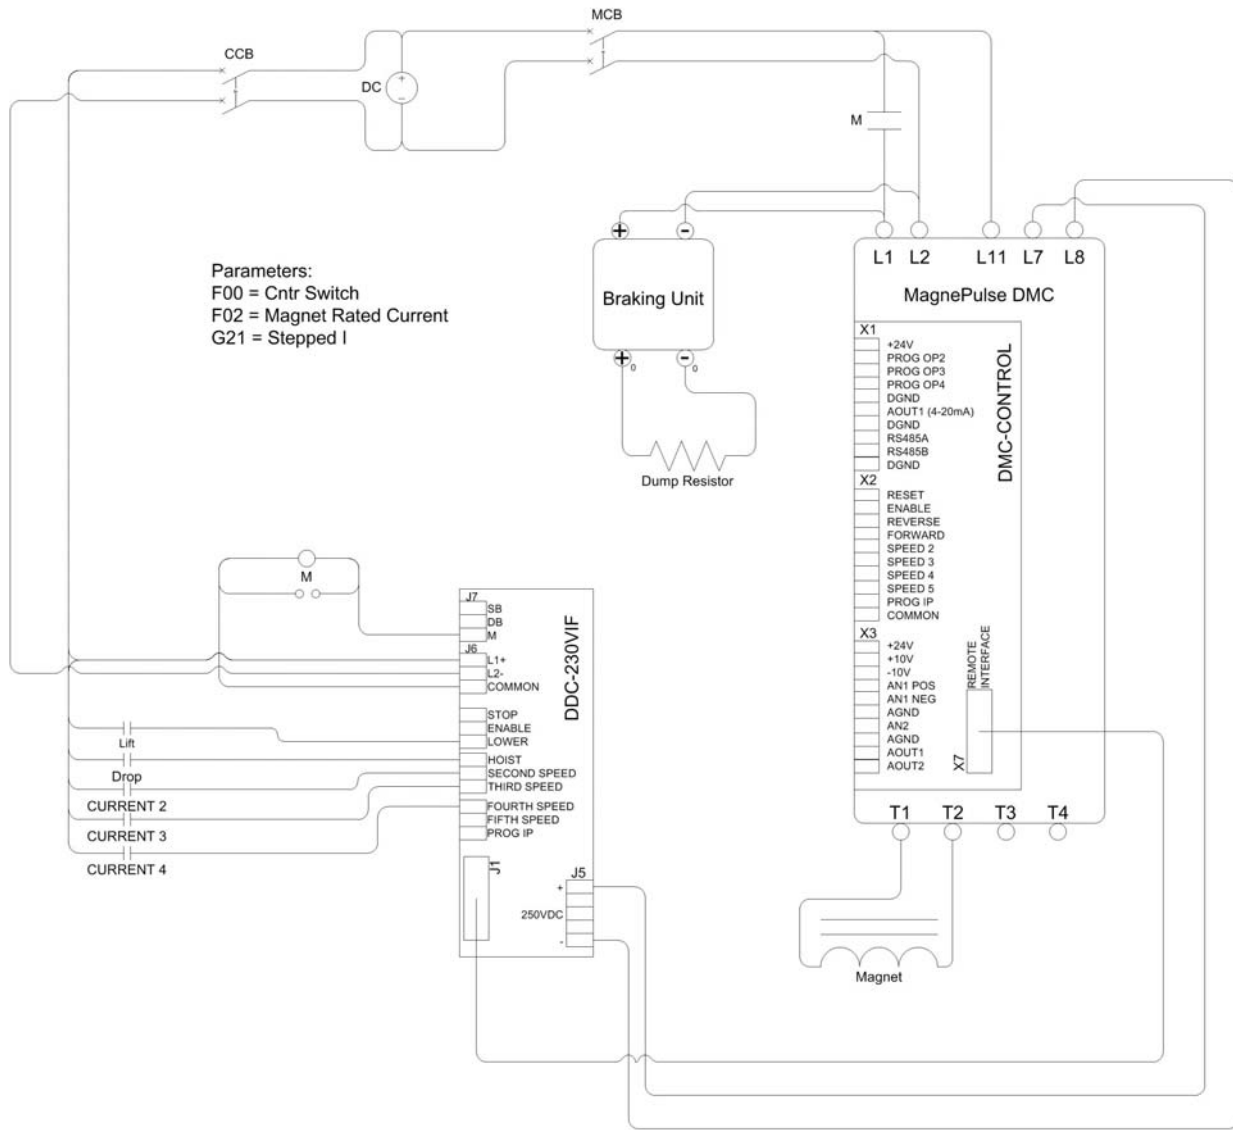 MCB
CCB
DC
+
–
M
+
-
L1
L2
L11
L7
L8
Parameters:
F00 = Cntr Switch
F02 = Magnet Rated Current
G21 = Stepped I
Braking Unit
+
0
-
0
Dump Resistor
MagnePulse DMC
DMC-CONTROL
X1
+24V
PROG OP2
PROG OP3
PROG OP4
DGND
AOUT1 (4-20mA)
DGND
RS485A
RS485B
DGND
X2
RESET
ENABLE
REVERSE
FORWARD
SPEED 2
SPEED 3
SPEED 4
SPEED 5
PROG IP
COMMON
X3
+24V
+10V
-10V
AN1 POS
AN1 NEG
AGND
AN2
AGND
AOUT1
AOUT2
REMOTE
INTERFACE
X7
T1
T2
T3
T4
Magnet
M
DDC-230VIF
J7
SB
DB
M
J6
L1+
L2-
COMMON
STOP
ENABLE
LOWER
HOIST
SECOND SPEED
THIRD SPEED
FOURTH SPEED
FIFTH SPEED
PROG IP
Lift
Drop
CURRENT 2
CURRENT 3
CURRENT 4
J1
J5
+
250VDC
-